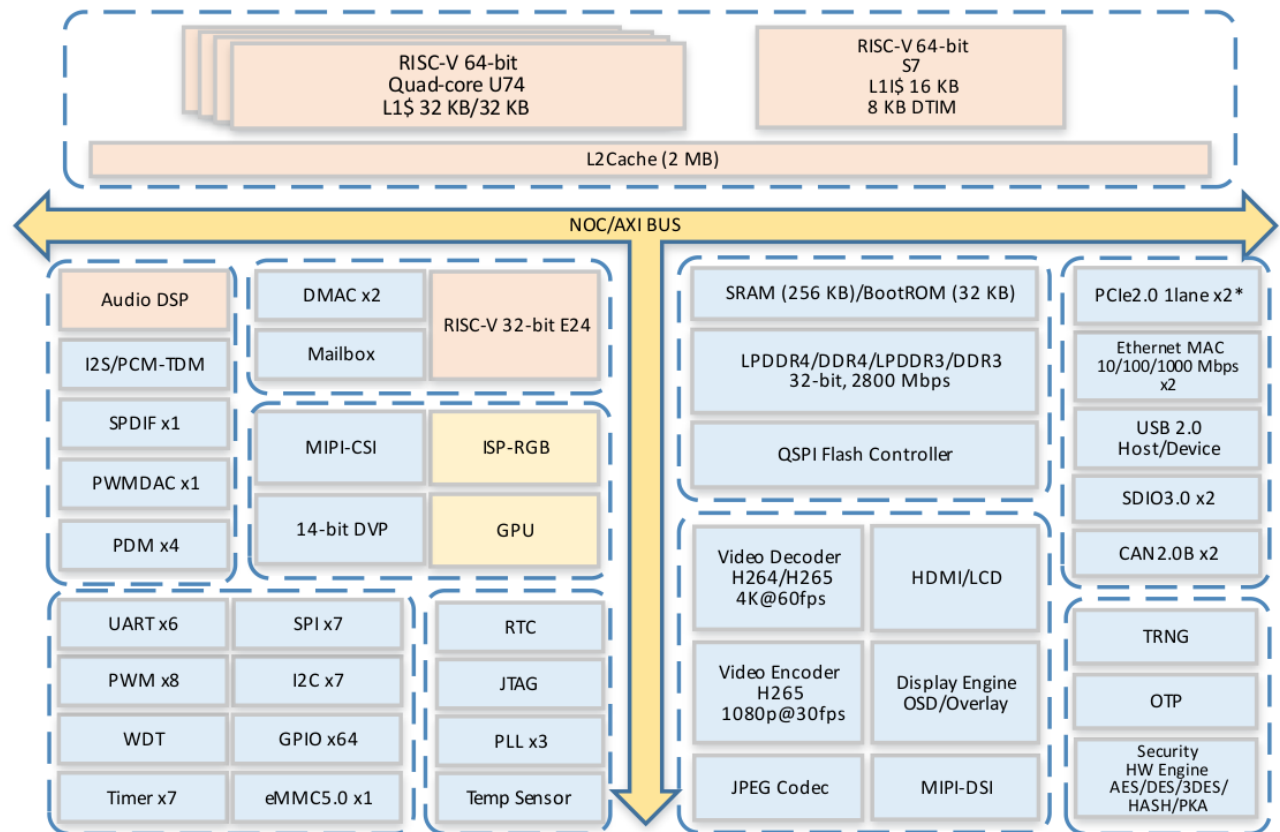 RISC-V 64-bit
Quad-core U74
L1$ 32 KB/32 KB
RISC-V 64-bit
S7
L1I$ 16 KB
8 KB DTIM
L2Cache (2 MB)
NOC/AXI BUS
Audio DSP
I2S/PCM-TDM
SPDIF x1
PWMDAC x1
PDM x4
DMAC x2
Mailbox
RISC-V 32-bit E24
MIPI-CSI
ISP-RGB
14-bit DVP
GPU
UART x6
SPI x7
PWM x8
I2C x7
WDT
GPIO x64
Timer x7
eMMC5.0 x1
RTC
JTAG
PLL x3
Temp Sensor
SRAM (256 KB)/BootROM (32 KB)
LPDDR4/DDR4/LPDDR3/DDR3
32-bit, 2800 Mbps
QSPI Flash Controller
Video Decoder
H264/H265
4K@60fps
HDMI/LCD
Video Encoder
H265
1080p@30fps
Display Engine
OSD/Overlay
JPEG Codec
MIPI-DSI
PCIe2.0 1lane x2*
Ethernet MAC
10/100/1000 Mbps
x2
USB 2.0
Host/Device
SDIO3.0 x2
CAN2.0B x2
TRNG
OTP
Security
HW Engine
AES/DES/3DES/
HASH/PKA